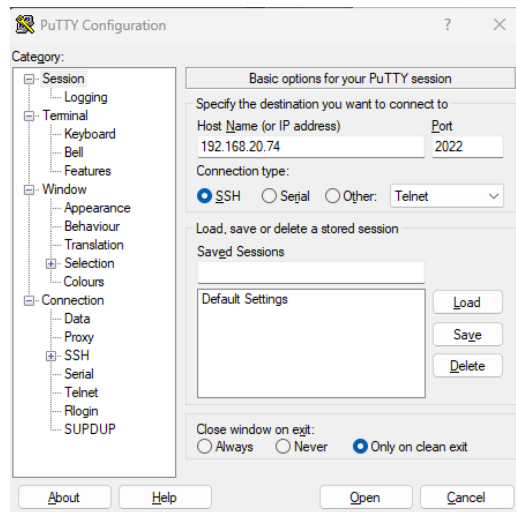 PuTTY Configuration
?
Category:
Session
Logging
Terminal
Keyboard
Bell
Features
Window
Appearance
Behaviour
Translation
Selection
Colours
Connection
Data
Proxy
SSH
Serial
Telnet
Rlogin
SUPDUP
Basic options for your PuTTY session
Specify the destination you want to connect to
Host Name (or IP address) Port
192.168.20.74 2022
Connection type:
SSH Serial Other: Telnet
Load, save or delete a stored session
Saved Sessions
Default Settings
Load
Save
Delete
Close window on exit:
Always Never Only on clean exit
About Help Open Cancel